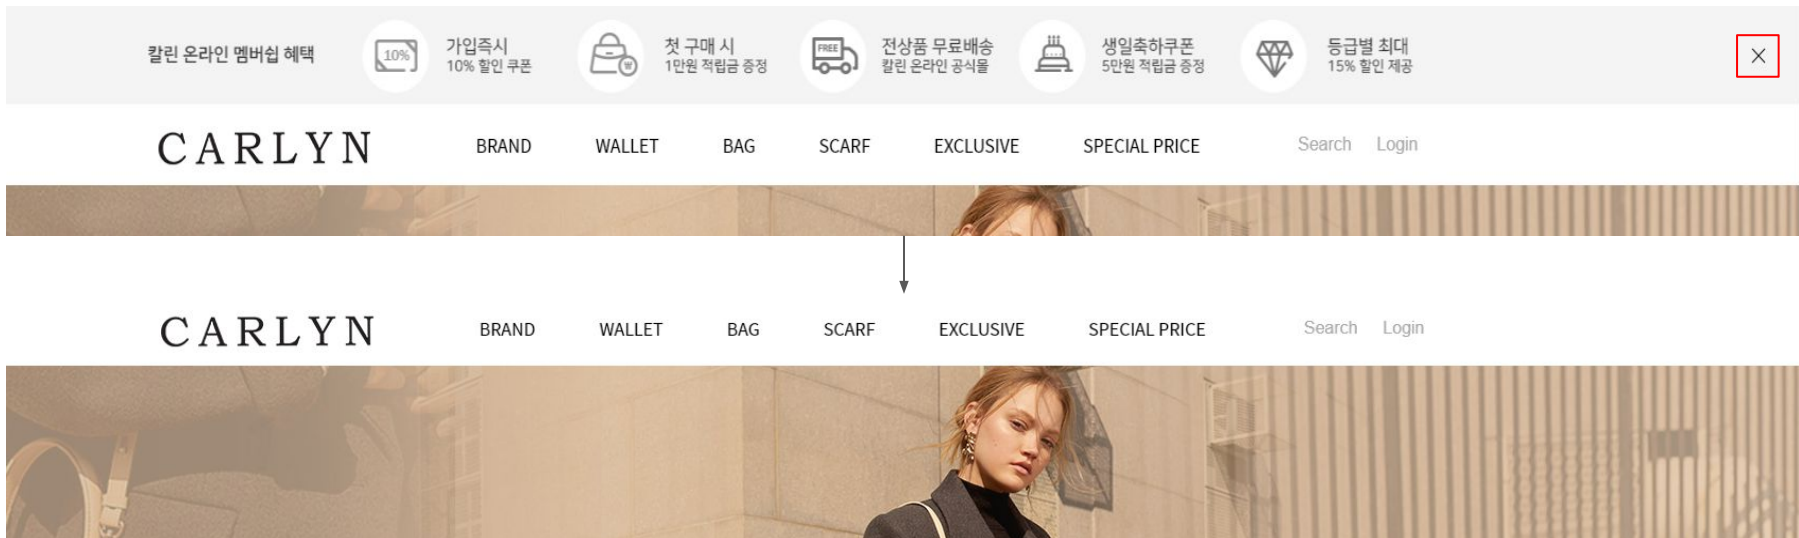 칼린 온라인 멤버쉽 혜택
10%
가입즉시
10% 할인 쿠폰
₩
첫 구매 시
1만원 적립금 증정
FREE
전상품 무료배송
칼린 온라인 공식몰
생일축하쿠폰
5만원 적립금 증정
등급별 최대
15% 할인 제공
CARLYN
BRAND
WALLET
BAG
SCARF
EXCLUSIVE
SPECIAL PRICE
Search
Login
CARLYN
BRAND
WALLET
BAG
SCARF
EXCLUSIVE
SPECIAL PRICE
Search
Login